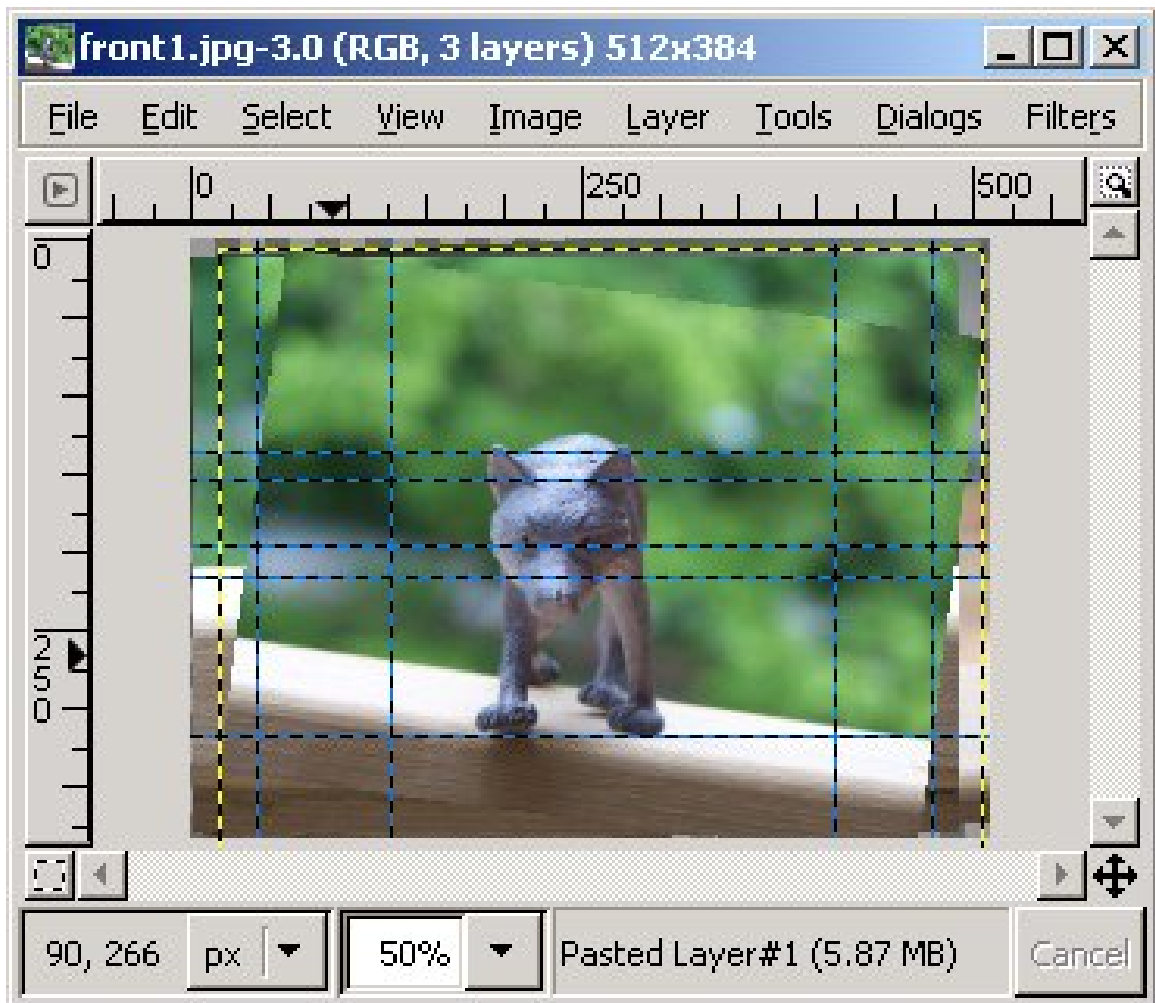 front1.jpg-3.0 (RGB, 3 layers) 512x384
File Edit Select View Image Layer Tools Dialogs Filters
0 250 500
0
250
90, 266 px 50% Pasted Layer#1 (5.87 MB) Cancel